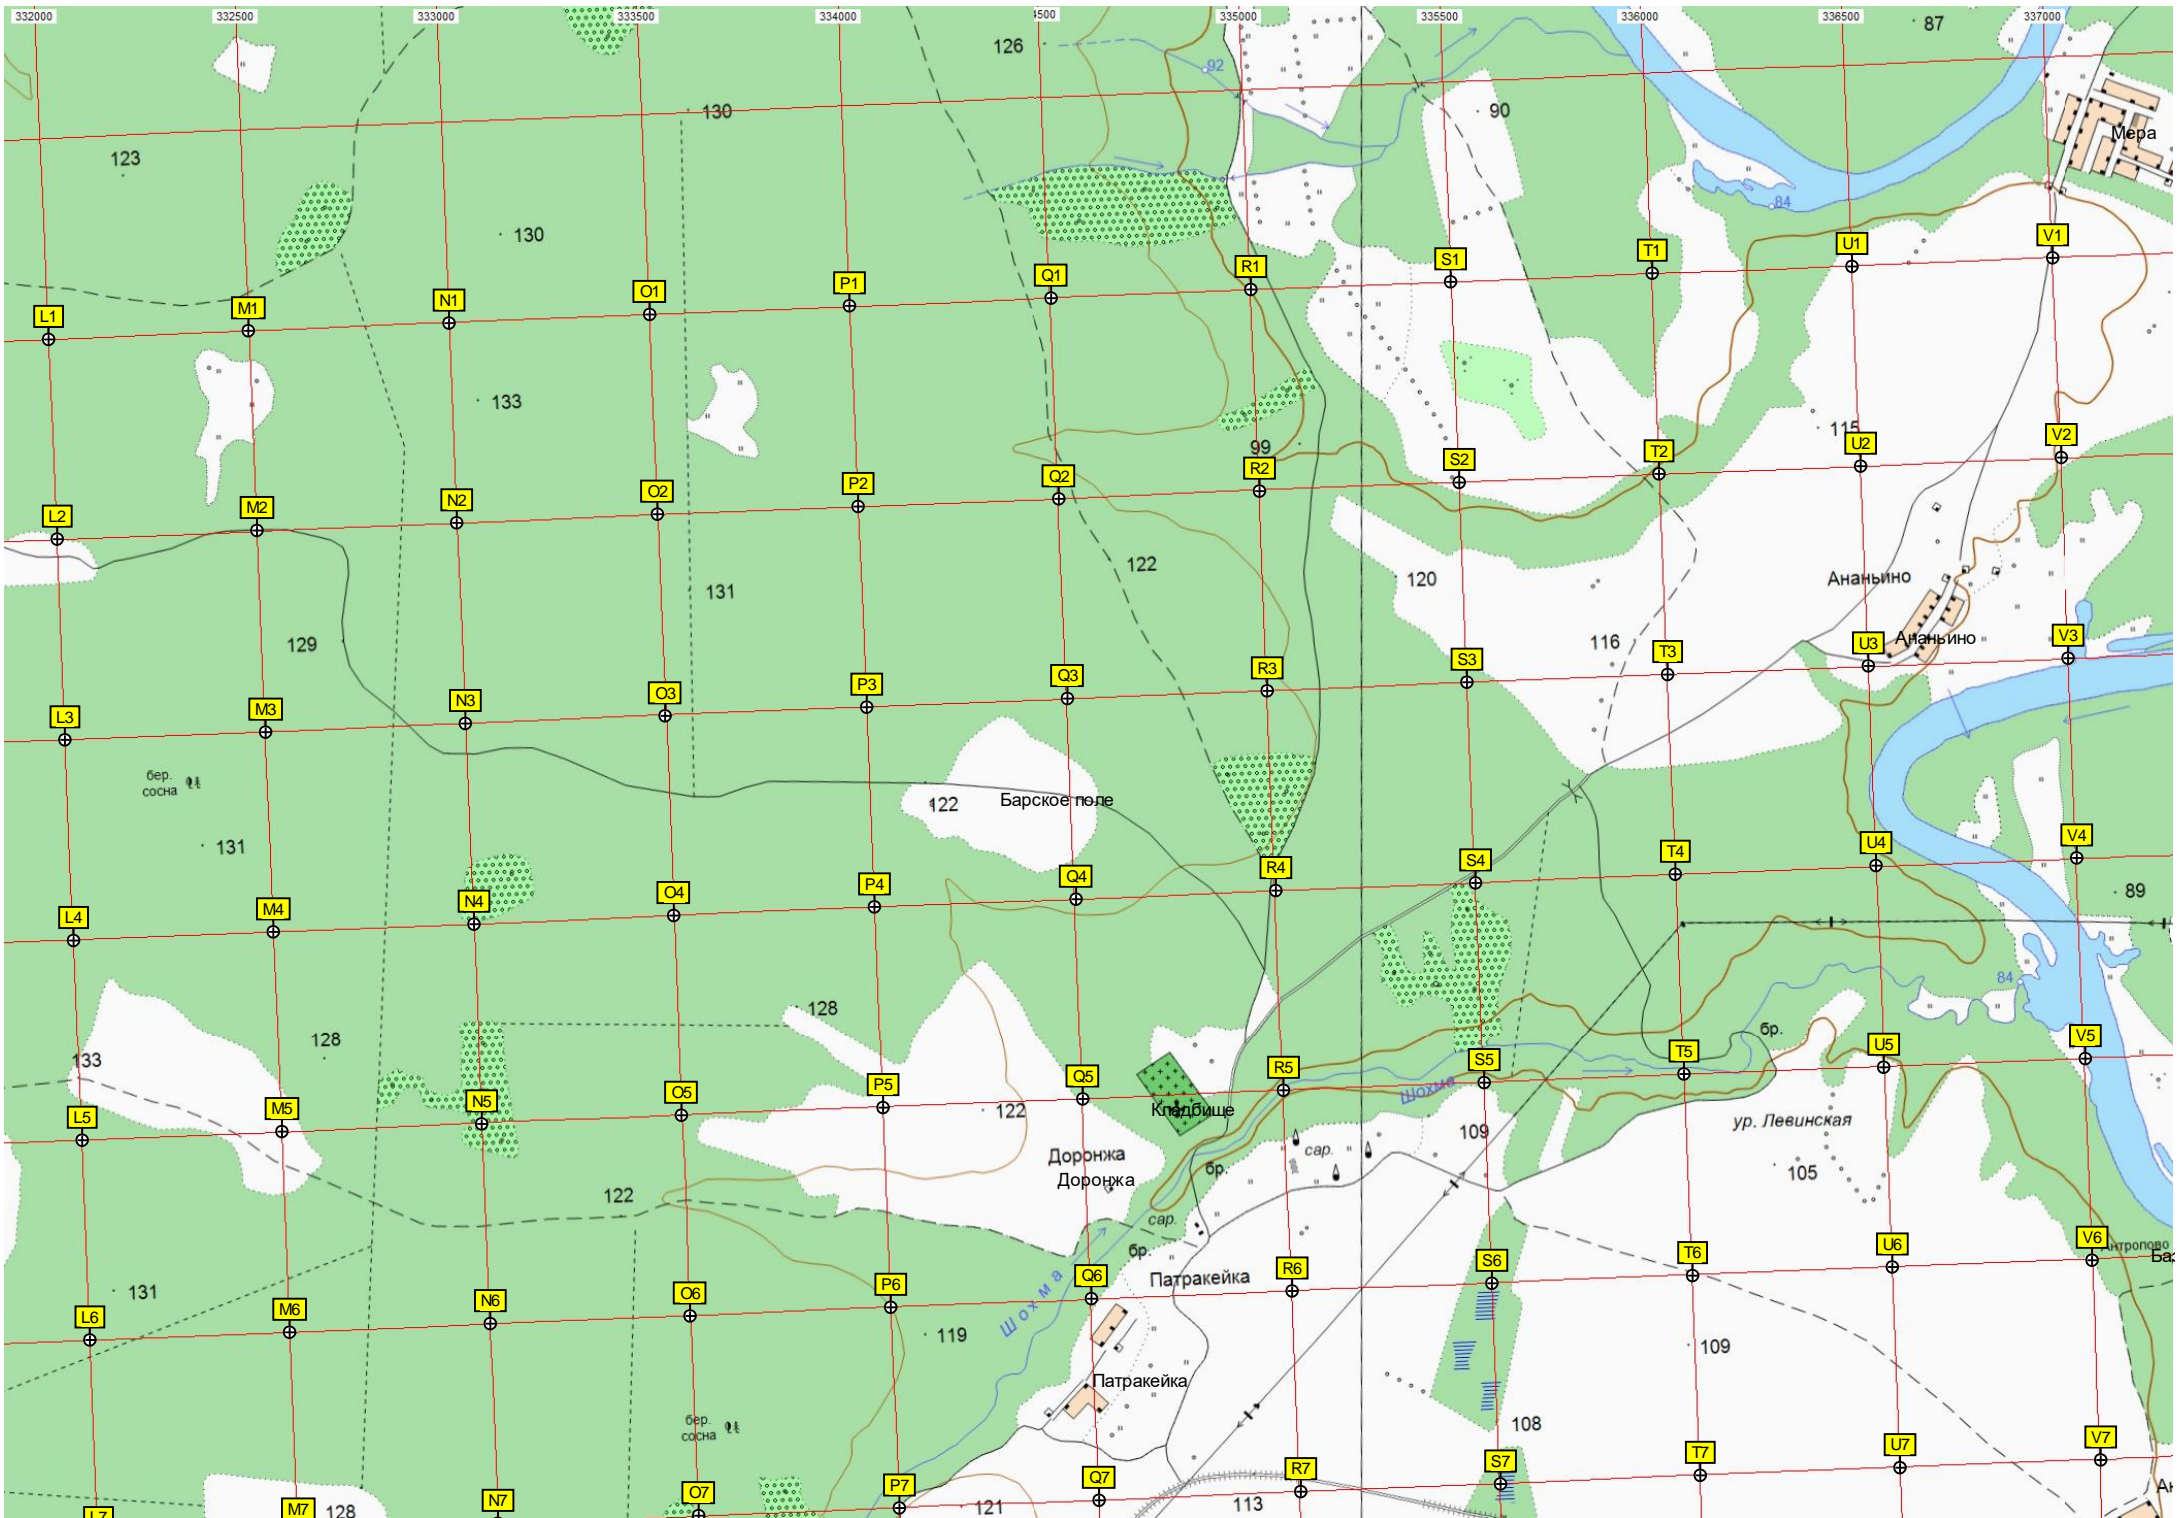 332000 332500 333000 333500 334000 4500 335000 335500 336000 336500 337000
87
126
92
130
90
Мера
123
84
130
L1 M1 N1 O1 P1 Q1 R1 S1 T1 U1 V1
133
115
99
L2 M2 N2 O2 P2 Q2 R2 S2 T2 U2 V2
122
120
Ананьино
131
129
116
Ананьино
L3 M3 N3 O3 P3 Q3 R3 S3 T3 U3 V3
бер.
сосна
122
Барское поле
131
L4 M4 N4 O4 P4 Q4 R4 S4 T4 U4 V4
89
84
128
128
бр.
133
L5 M5 N5 O5 P5 Q5 R5 S5 T5 U5 V5
Шохма
122
Кладбище
ур. Левинская
109
сар.
Доронжа
бр.
105
Доронжа
122
сар.
бр.
Антропово
Баз
L6 M6 N6 O6 P6 Q6 R6 S6 T6 U6 V6
Патракейка
131
Шохма
119
109
Патракейка
бер.
сосна
108
L7 M7 N7 O7 P7 Q7 R7 S7 T7 U7 V7
128
121
113
Ан